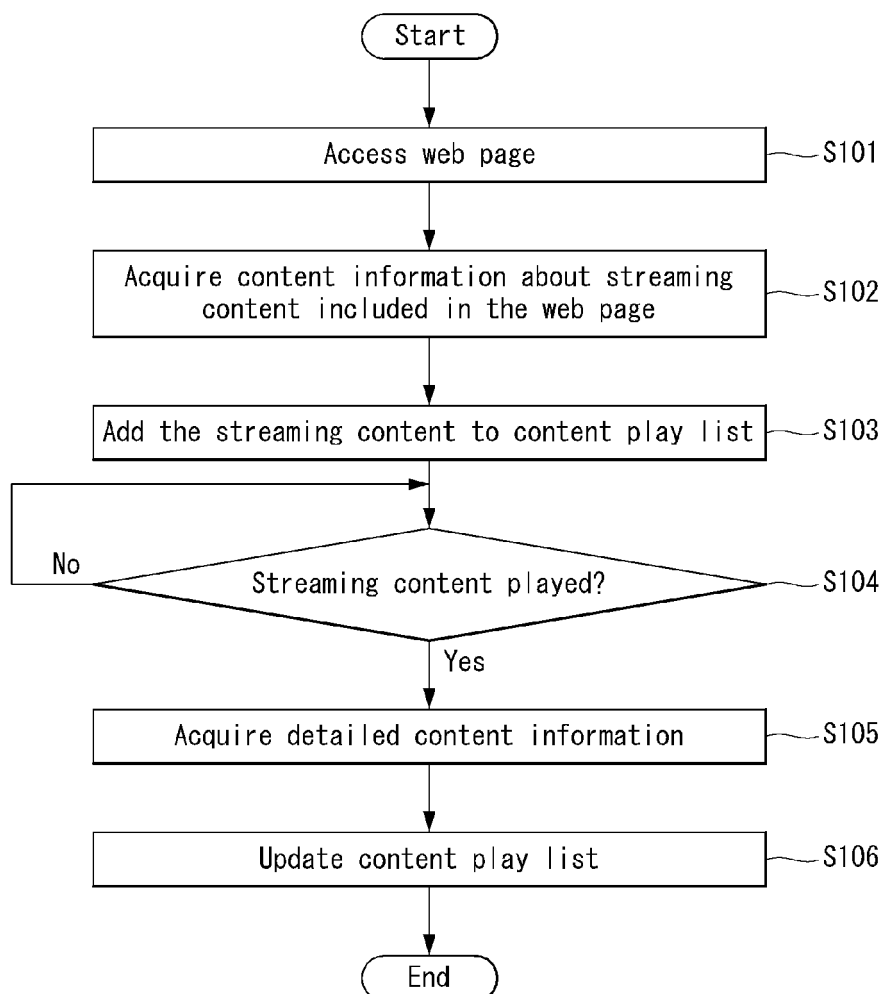 Start
Access web page
S101
Acquire content information about streaming
content included in the web page
S102
Add the streaming content to content play list
S103
No
Streaming content played?
S104
Yes
Acquire detailed content information
S105
Update content play list
S106
End